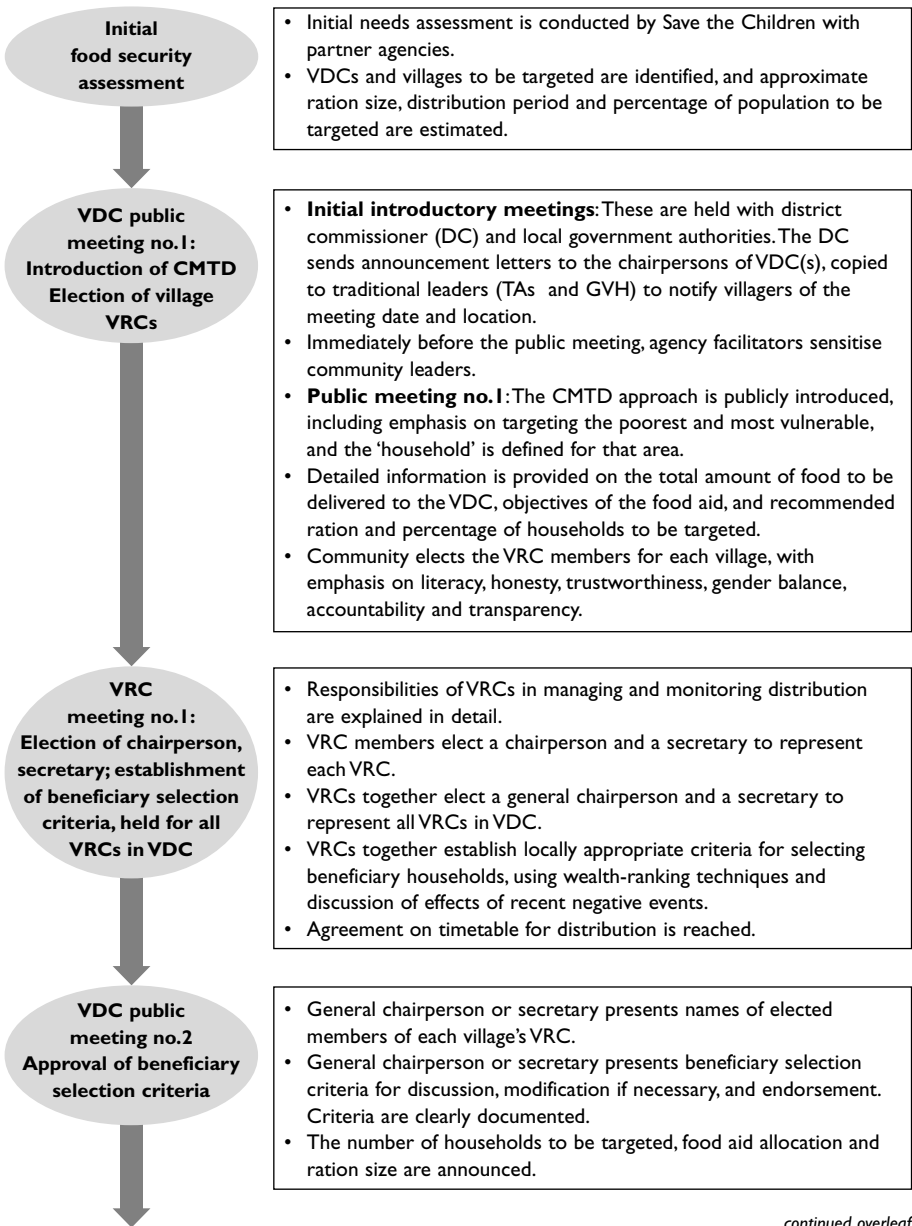 Initial
food security
assessment
• Initial needs assessment is conducted by Save the Children with
partner agencies.
• VDCs and villages to be targeted are identified, and approximate
ration size, distribution period and percentage of population to be
targeted are estimated.
VDC public
meeting no.1:
Introduction of CMTD
Election of village
VRCs
• Initial introductory meetings: These are held with district
commissioner (DC) and local government authorities. The DC
sends announcement letters to the chairpersons of VDC(s), copied
to traditional leaders (TAs and GVH) to notify villagers of the
meeting date and location.
• Immediately before the public meeting, agency facilitators sensitise
community leaders.
• Public meeting no.1: The CMTD approach is publicly introduced,
including emphasis on targeting the poorest and most vulnerable,
and the ‘household’ is defined for that area.
• Detailed information is provided on the total amount of food to be
delivered to the VDC, objectives of the food aid, and recommended
ration and percentage of households to be targeted.
• Community elects the VRC members for each village, with
emphasis on literacy, honesty, trustworthiness, gender balance,
accountability and transparency.
VRC
meeting no.1:
Election of chairperson,
secretary; establishment
of beneficiary selection
criteria, held for all
VRCs in VDC
• Responsibilities of VRCs in managing and monitoring distribution
are explained in detail.
• VRC members elect a chairperson and a secretary to represent
each VRC.
• VRCs together elect a general chairperson and a secretary to
represent all VRCs in VDC.
• VRCs together establish locally appropriate criteria for selecting
beneficiary households, using wealth-ranking techniques and
discussion of effects of recent negative events.
• Agreement on timetable for distribution is reached.
VDC public
meeting no.2
Approval of beneficiary
selection criteria
• General chairperson or secretary presents names of elected
members of each village’s VRC.
• General chairperson or secretary presents beneficiary selection
criteria for discussion, modification if necessary, and endorsement.
Criteria are clearly documented.
• The number of households to be targeted, food aid allocation and
ration size are announced.
continued overleaf